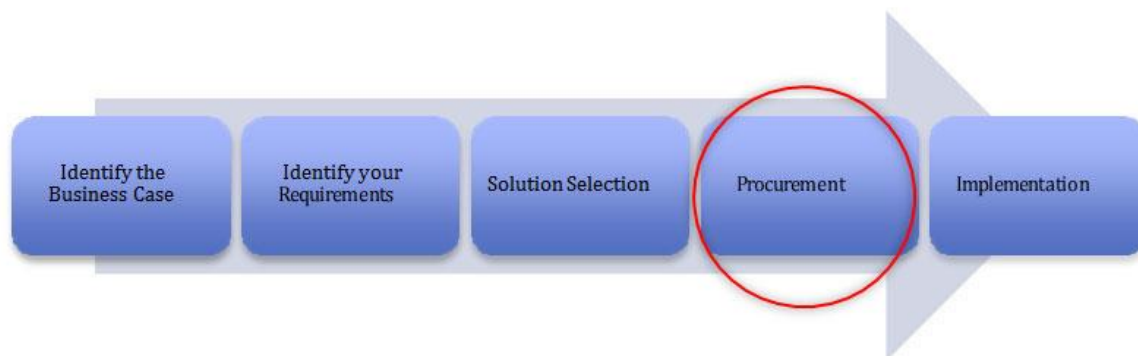 Identify the
Business Case
Identify your
Requirements
Solution Selection
Procurement
Implementation